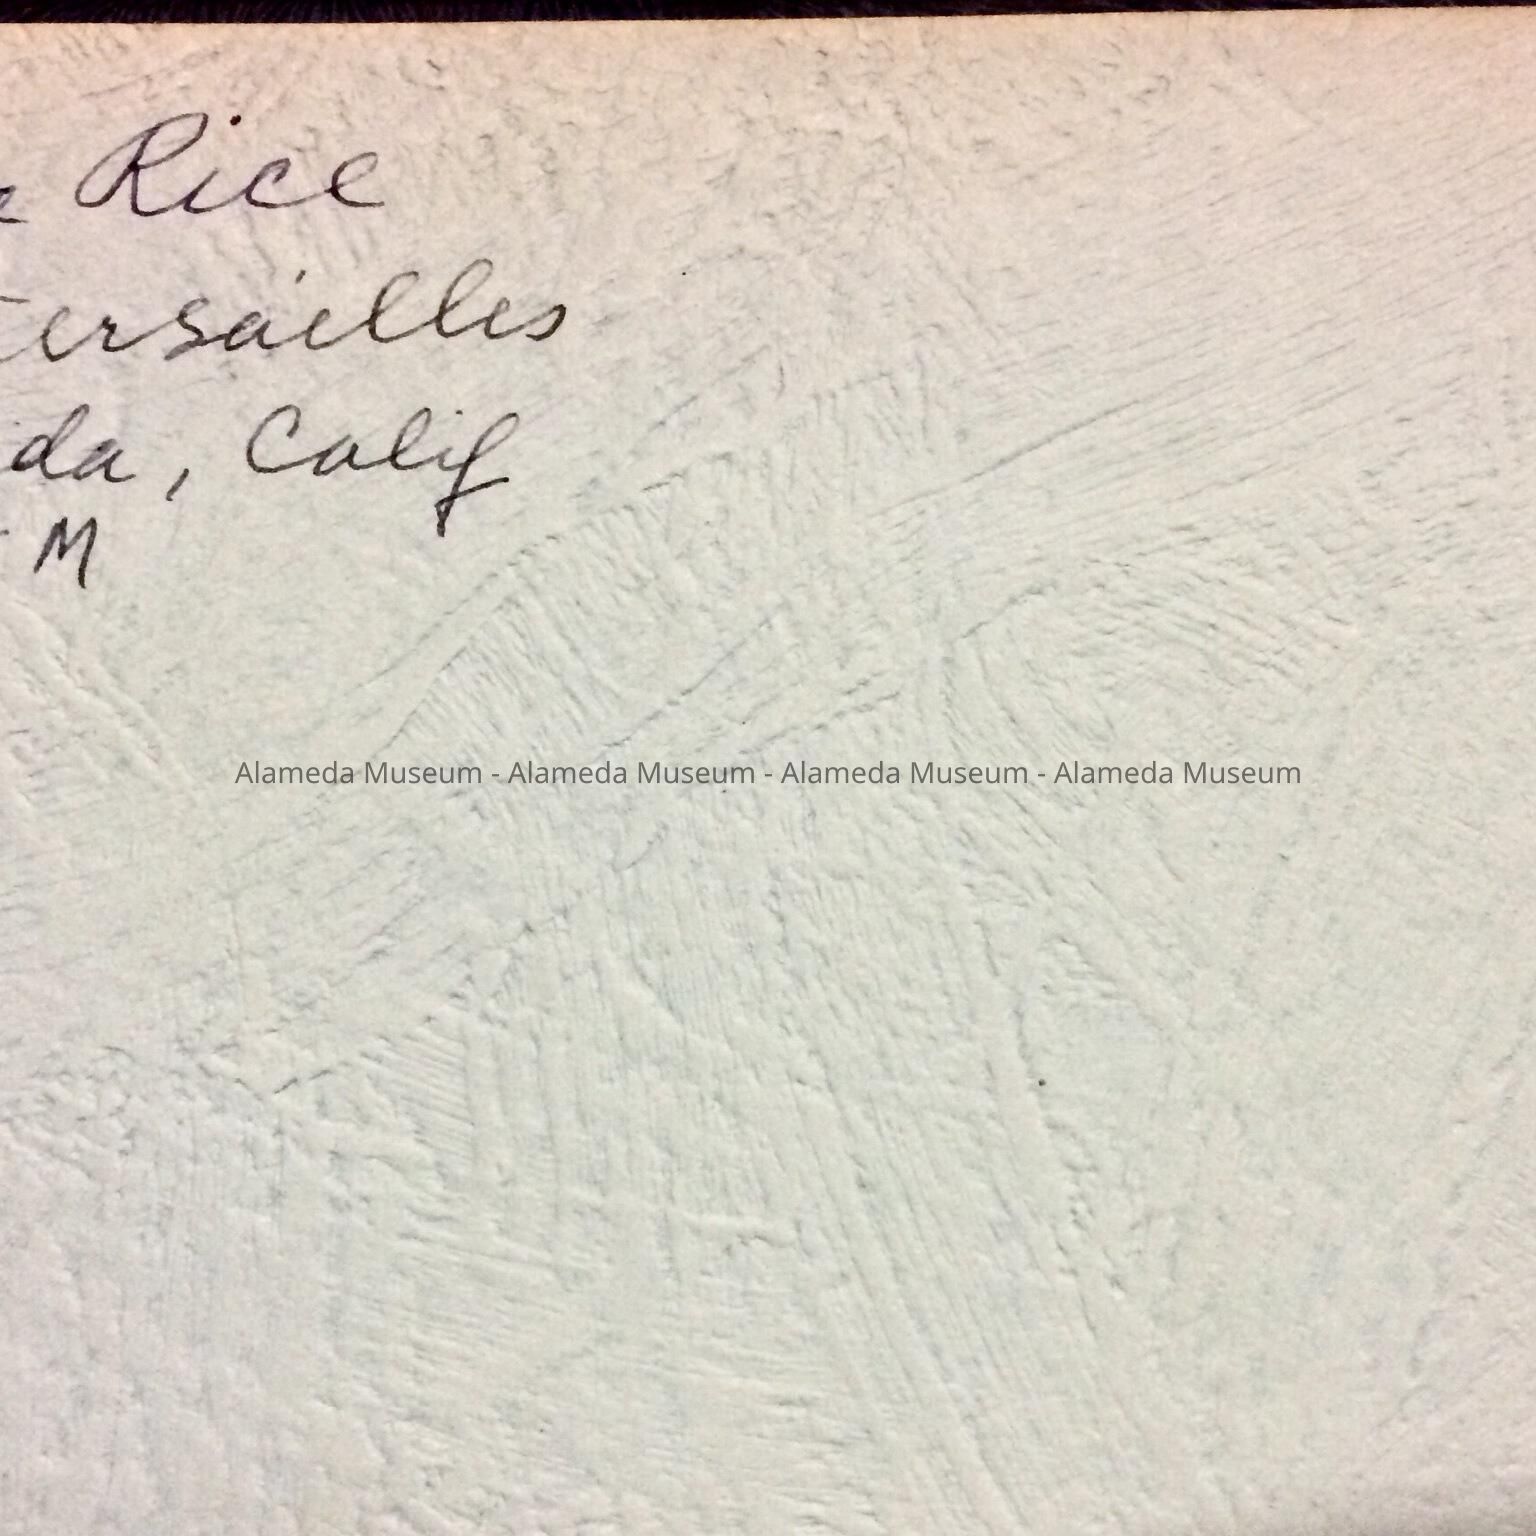 Rice
ersailles
da, Calif
M
Alameda Museum - Alameda Museum - Alameda Museum - Alameda Museum